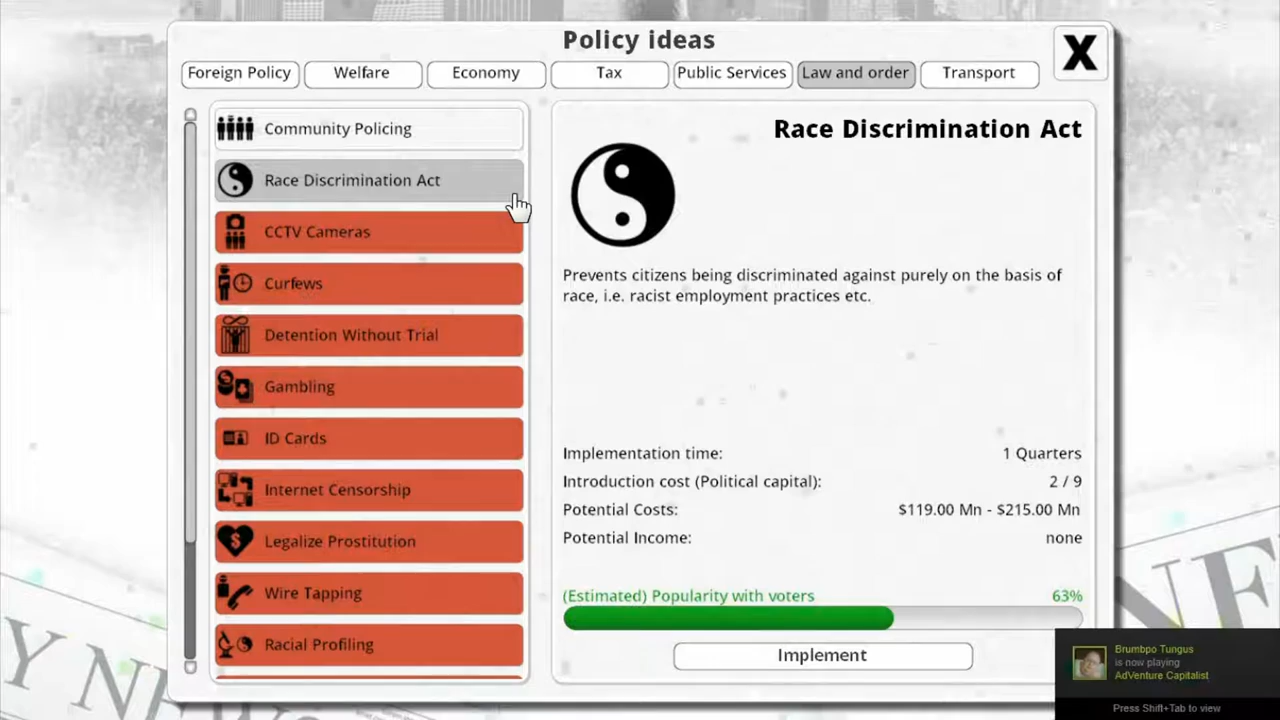 Policy ideas
X
Foreign Policy
Welfare
Economy
Tax
Public Services
Law and order
Transport
Community Policing
Race Discrimination Act
CCTV Cameras
Curfews
Detention Without Trial
Gambling
ID Cards
Internet Censorship
Legalize Prostitution
Wire Tapping
Racial Profiling
Race Discrimination Act
Prevents citizens being discriminated against purely on the basis of
race, i.e. racist employment practices etc.
Implementation time: 1 Quarters
Introduction cost (Political capital): 2 / 9
Potential Costs: $119.00 Mn - $215.00 Mn
Potential Income: none
(Estimated) Popularity with voters 63%
Implement
Brumbpo Tungus
is now playing
AdVenture Capitalist
Press Shift+Tab to view